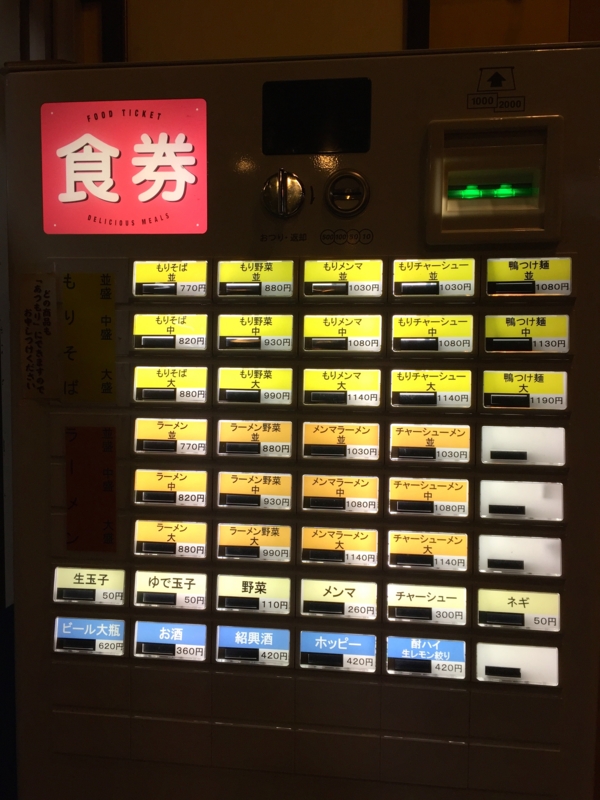 FOOD TICKET
食券
DELICIOUS MEALS
1000 2000
おつり・返却
もりそば 並 770円
もり野菜 並 880円
もりメンマ 並 1030円
もりチャーシュー 並 1030円
鴨つけ麺 並 1080円
もりそば
並盛 中盛 大盛
もりそば 中 820円
もり野菜 中 930円
もりメンマ 中 1080円
もりチャーシュー 中 1080円
鴨つけ麺 中 1130円
もりそば 大 880円
もり野菜 大 990円
もりメンマ 大 1140円
もりチャーシュー 大 1140円
鴨つけ麺 大 1190円
ラーメン
ラーメン 並 770円
ラーメン野菜 並 880円
メンマラーメン 並 1030円
チャーシューメン 並 1030円
ラーメン 中 820円
ラーメン野菜 中 930円
メンマラーメン 中 1080円
チャーシューメン 中 1080円
ラーメン 大 880円
ラーメン野菜 大 990円
メンマラーメン 大 1140円
チャーシューメン 大 1140円
生玉子 50円
ゆで玉子 50円
野菜 110円
メンマ 260円
チャーシュー 300円
ネギ 50円
ビール大瓶 620円
お酒 360円
紹興酒 420円
ホッピー 420円
酎ハイ 生レモン絞り 420円